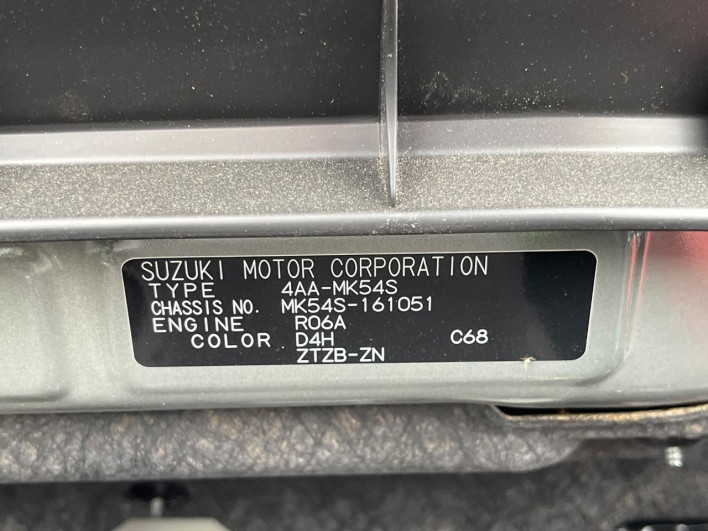 SUZUKI MOTOR CORPORATION
TYPE 4AA-MK54S
CHASSIS NO. MK54S-161051
ENGINE R06A
COLOR D4H C68
ZTZB-ZN